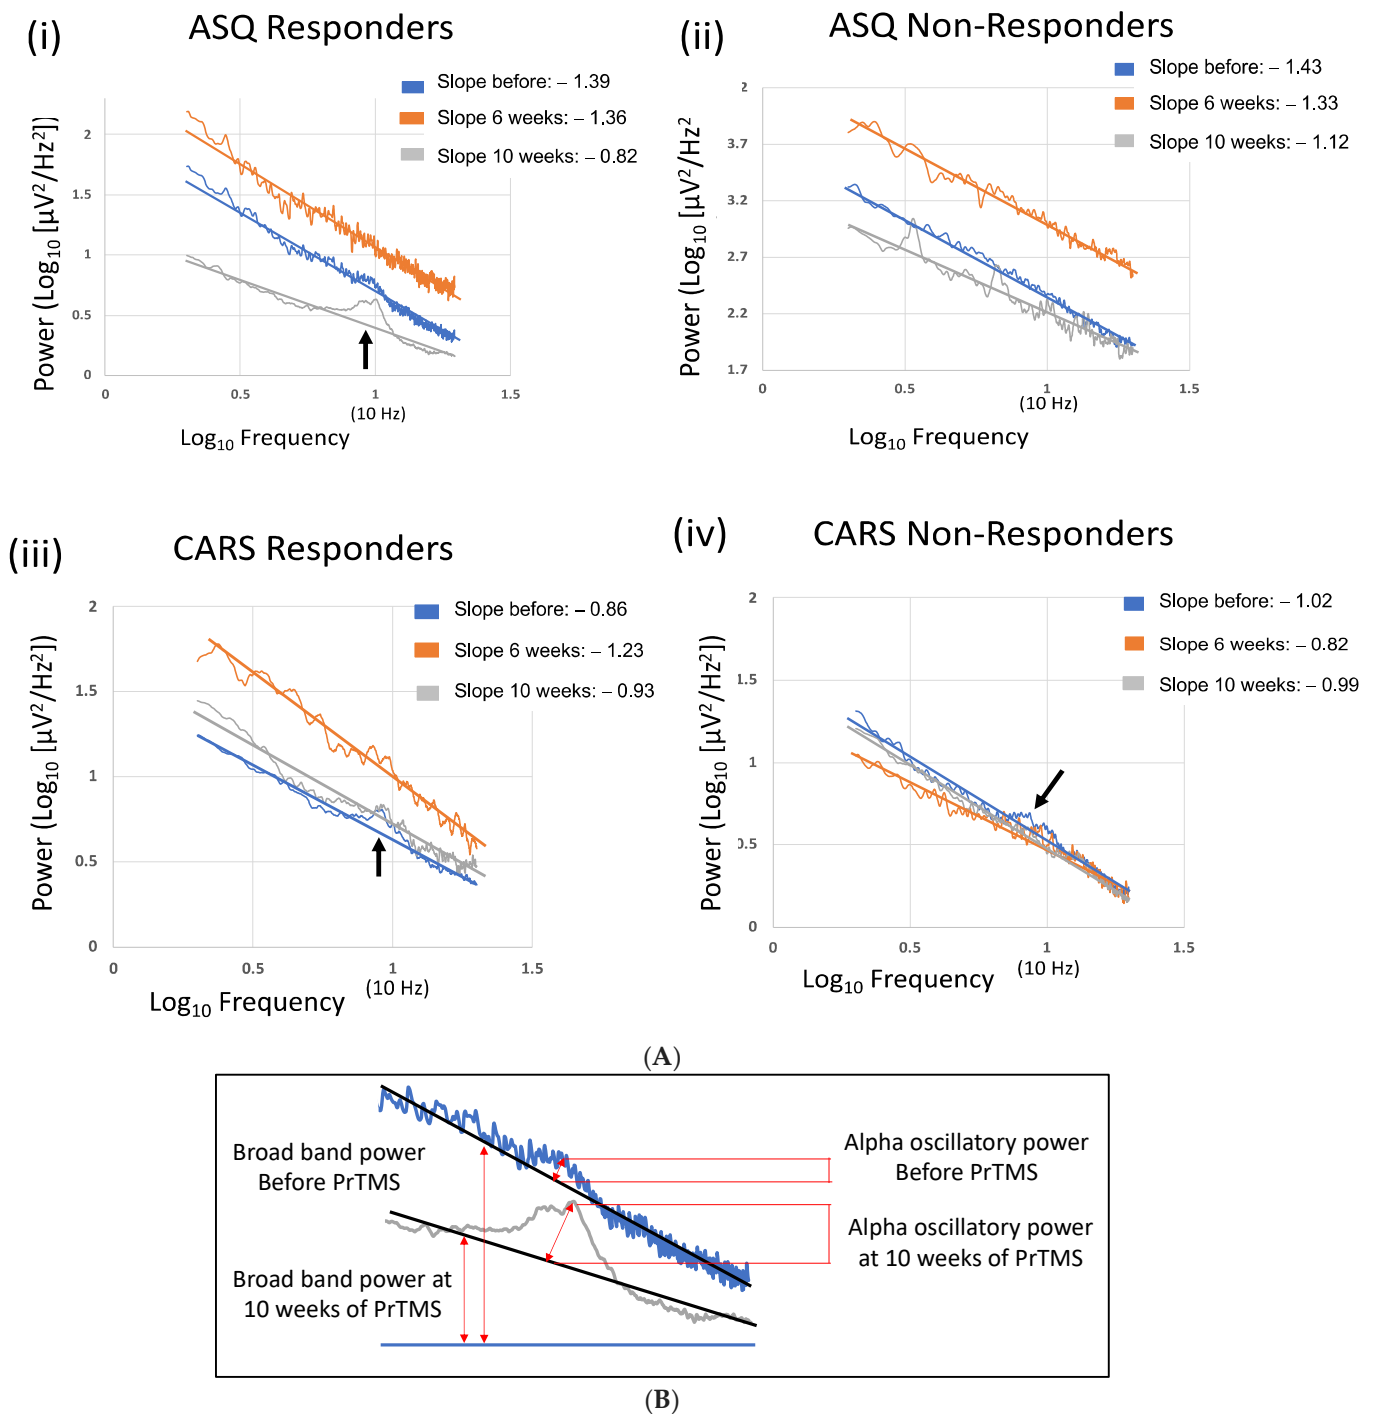 (i)
ASQ Responders
Slope before: – 1.39
Slope 6 weeks: – 1.36
Slope 10 weeks: – 0.82
Power (Log10 [µV²/Hz²])
2
1.5
1
0.5
0
0
0.5
1
1.5
(10 Hz)
Log10 Frequency
(ii)
ASQ Non-Responders
Slope before: – 1.43
Slope 6 weeks: – 1.33
Slope 10 weeks: – 1.12
Power (Log10 [µV²/Hz²
2
3.7
3.2
2.7
2.2
1.7
0
0.5
1
1.5
(10 Hz)
Log10 Frequency
(iii)
CARS Responders
Slope before: – 0.86
Slope 6 weeks: – 1.23
Slope 10 weeks: – 0.93
Power (Log10 [µV²/Hz²])
2
1.5
1
0.5
0
0
0.5
1
1.5
(10 Hz)
Log10 Frequency
(iv)
CARS Non-Responders
Slope before: – 1.02
Slope 6 weeks: – 0.82
Slope 10 weeks: – 0.99
Power (Log10 [µV²/Hz²])
2
1.5
1
0.5
0
0
0.5
1
1.5
(10 Hz)
Log10 Frequency
(A)
Broad band power
Before PrTMS
Broad band power at
10 weeks of PrTMS
Alpha oscillatory power
Before PrTMS
Alpha oscillatory power
at 10 weeks of PrTMS
(B)